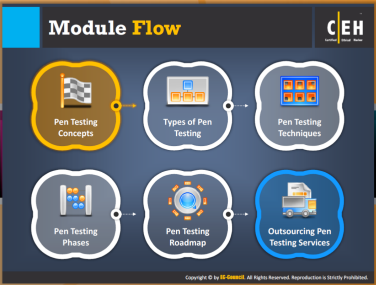 Module Flow
C|EH
Certified Ethical Hacker
Pen Testing
Concepts
Types of Pen
Testing
Pen Testing
Techniques
Pen Testing
Phases
Pen Testing
Roadmap
Outsourcing Pen
Testing Services
Copyright © by EC-Council. All Rights Reserved. Reproduction is Strictly Prohibited.